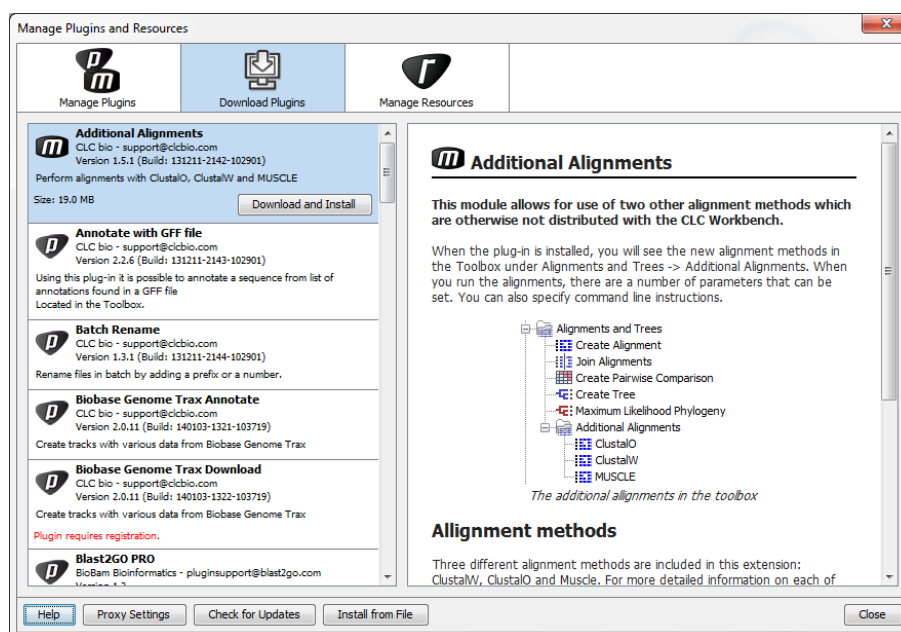 Manage Plugins and Resources
Manage Plugins
Download Plugins
Manage Resources
Additional Alignments
CLC bio - support@clcbio.com
Version 1.5.1 (Build: 131211-2142-102901)
Perform alignments with ClustalO, ClustalW and MUSCLE
Size: 19.0 MB
Download and Install
Annotate with GFF file
CLC bio - support@clcbio.com
Version 2.2.6 (Build: 131211-2143-102901)
Using this plug-in it is possible to annotate a sequence from list of
annotations found in a GFF file
Located in the Toolbox.
Batch Rename
CLC bio - support@clcbio.com
Version 1.3.1 (Build: 131211-2144-102901)
Rename files in batch by adding a prefix or a number.
Biobase Genome Trax Annotate
CLC bio - support@clcbio.com
Version 2.0.11 (Build: 140103-1321-103719)
Create tracks with various data from Biobase Genome Trax
Biobase Genome Trax Download
CLC bio - support@clcbio.com
Version 2.0.11 (Build: 140103-1322-103719)
Create tracks with various data from Biobase Genome Trax
Plugin requires registration.
Blast2GO PRO
BioBam Bioinformatics - pluginsupport@blast2go.com
Additional Alignments
This module allows for use of two other alignment methods which
are otherwise not distributed with the CLC Workbench.
When the plug-in is installed, you will see the new alignment methods in
the Toolbox under Alignments and Trees -> Additional Alignments. When
you run the alignments, there are a number of parameters that can be
set. You can also specify command line instructions.
Alignments and Trees
Create Alignment
Join Alignments
Create Pairwise Comparison
Create Tree
Maximum Likelihood Phylogeny
Additional Alignments
ClustalO
ClustalW
MUSCLE
The additional allignments in the toolbox
Allignment methods
Three different alignment methods are included in this extension:
ClustalW, ClustalO and Muscle. For more detailed information on each of
Help
Proxy Settings
Check for Updates
Install from File
Close